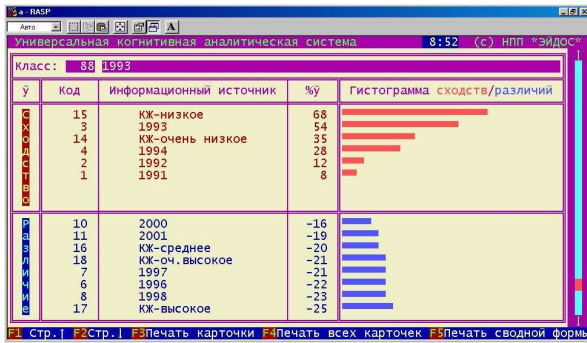 a - RASP
Авто
A
Универсальная когнитивная аналитическая система 8:52 (c) НПП *ЭЙДОС*
Класс: 88 1993
ÿ Код Информационный источник %ÿ Гистограмма сходств/различий
Сходство
15 КЖ-низкое 68
3 1993 54
14 КЖ-очень низкое 35
4 1994 28
2 1992 12
1 1991 8
Различие
10 2000 -16
11 2001 -19
16 КЖ-среднее -20
18 КЖ-оч.высокое -21
7 1997 -21
6 1996 -22
8 1998 -23
17 КЖ-высокое -25
F1 Стр.↑ F2Стр.↓ F3Печать карточки F4Печать всех карточек F5Печать сводной формы